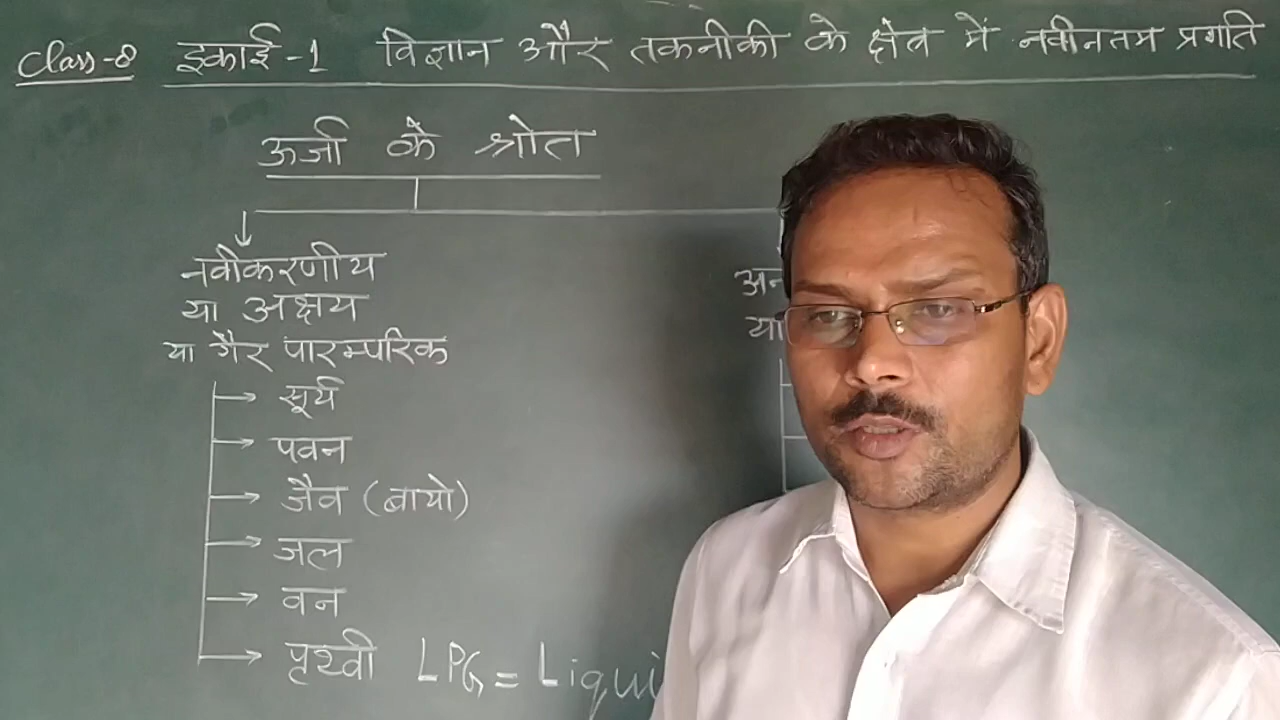 Class-8 इकाई-1 विज्ञान और तकनीकी के क्षेत्र में नवीनतम प्रगति
ऊर्जा के श्रोत
नवीकरणीय
या अक्षय
या गैर पारम्परिक
सूर्य
पवन
जैव (बायो)
जल
वन
पृथ्वी LPG = Liqui
अन
या